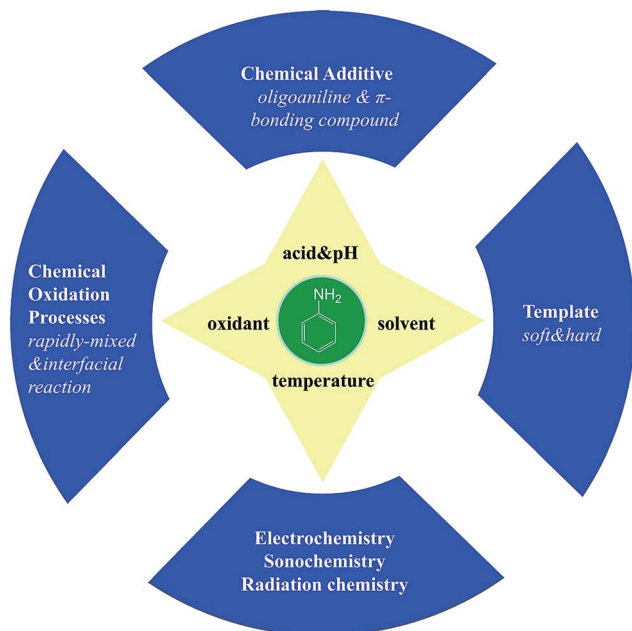 Chemical Additive
oligoaniline & π-
bonding compound
Chemical
Oxidation
Processes
rapidly-mixed
&interfacial
reaction
acid&pH
NH₂
oxidant
solvent
temperature
Template
soft&hard
Electrochemistry
Sonochemistry
Radiation chemistry